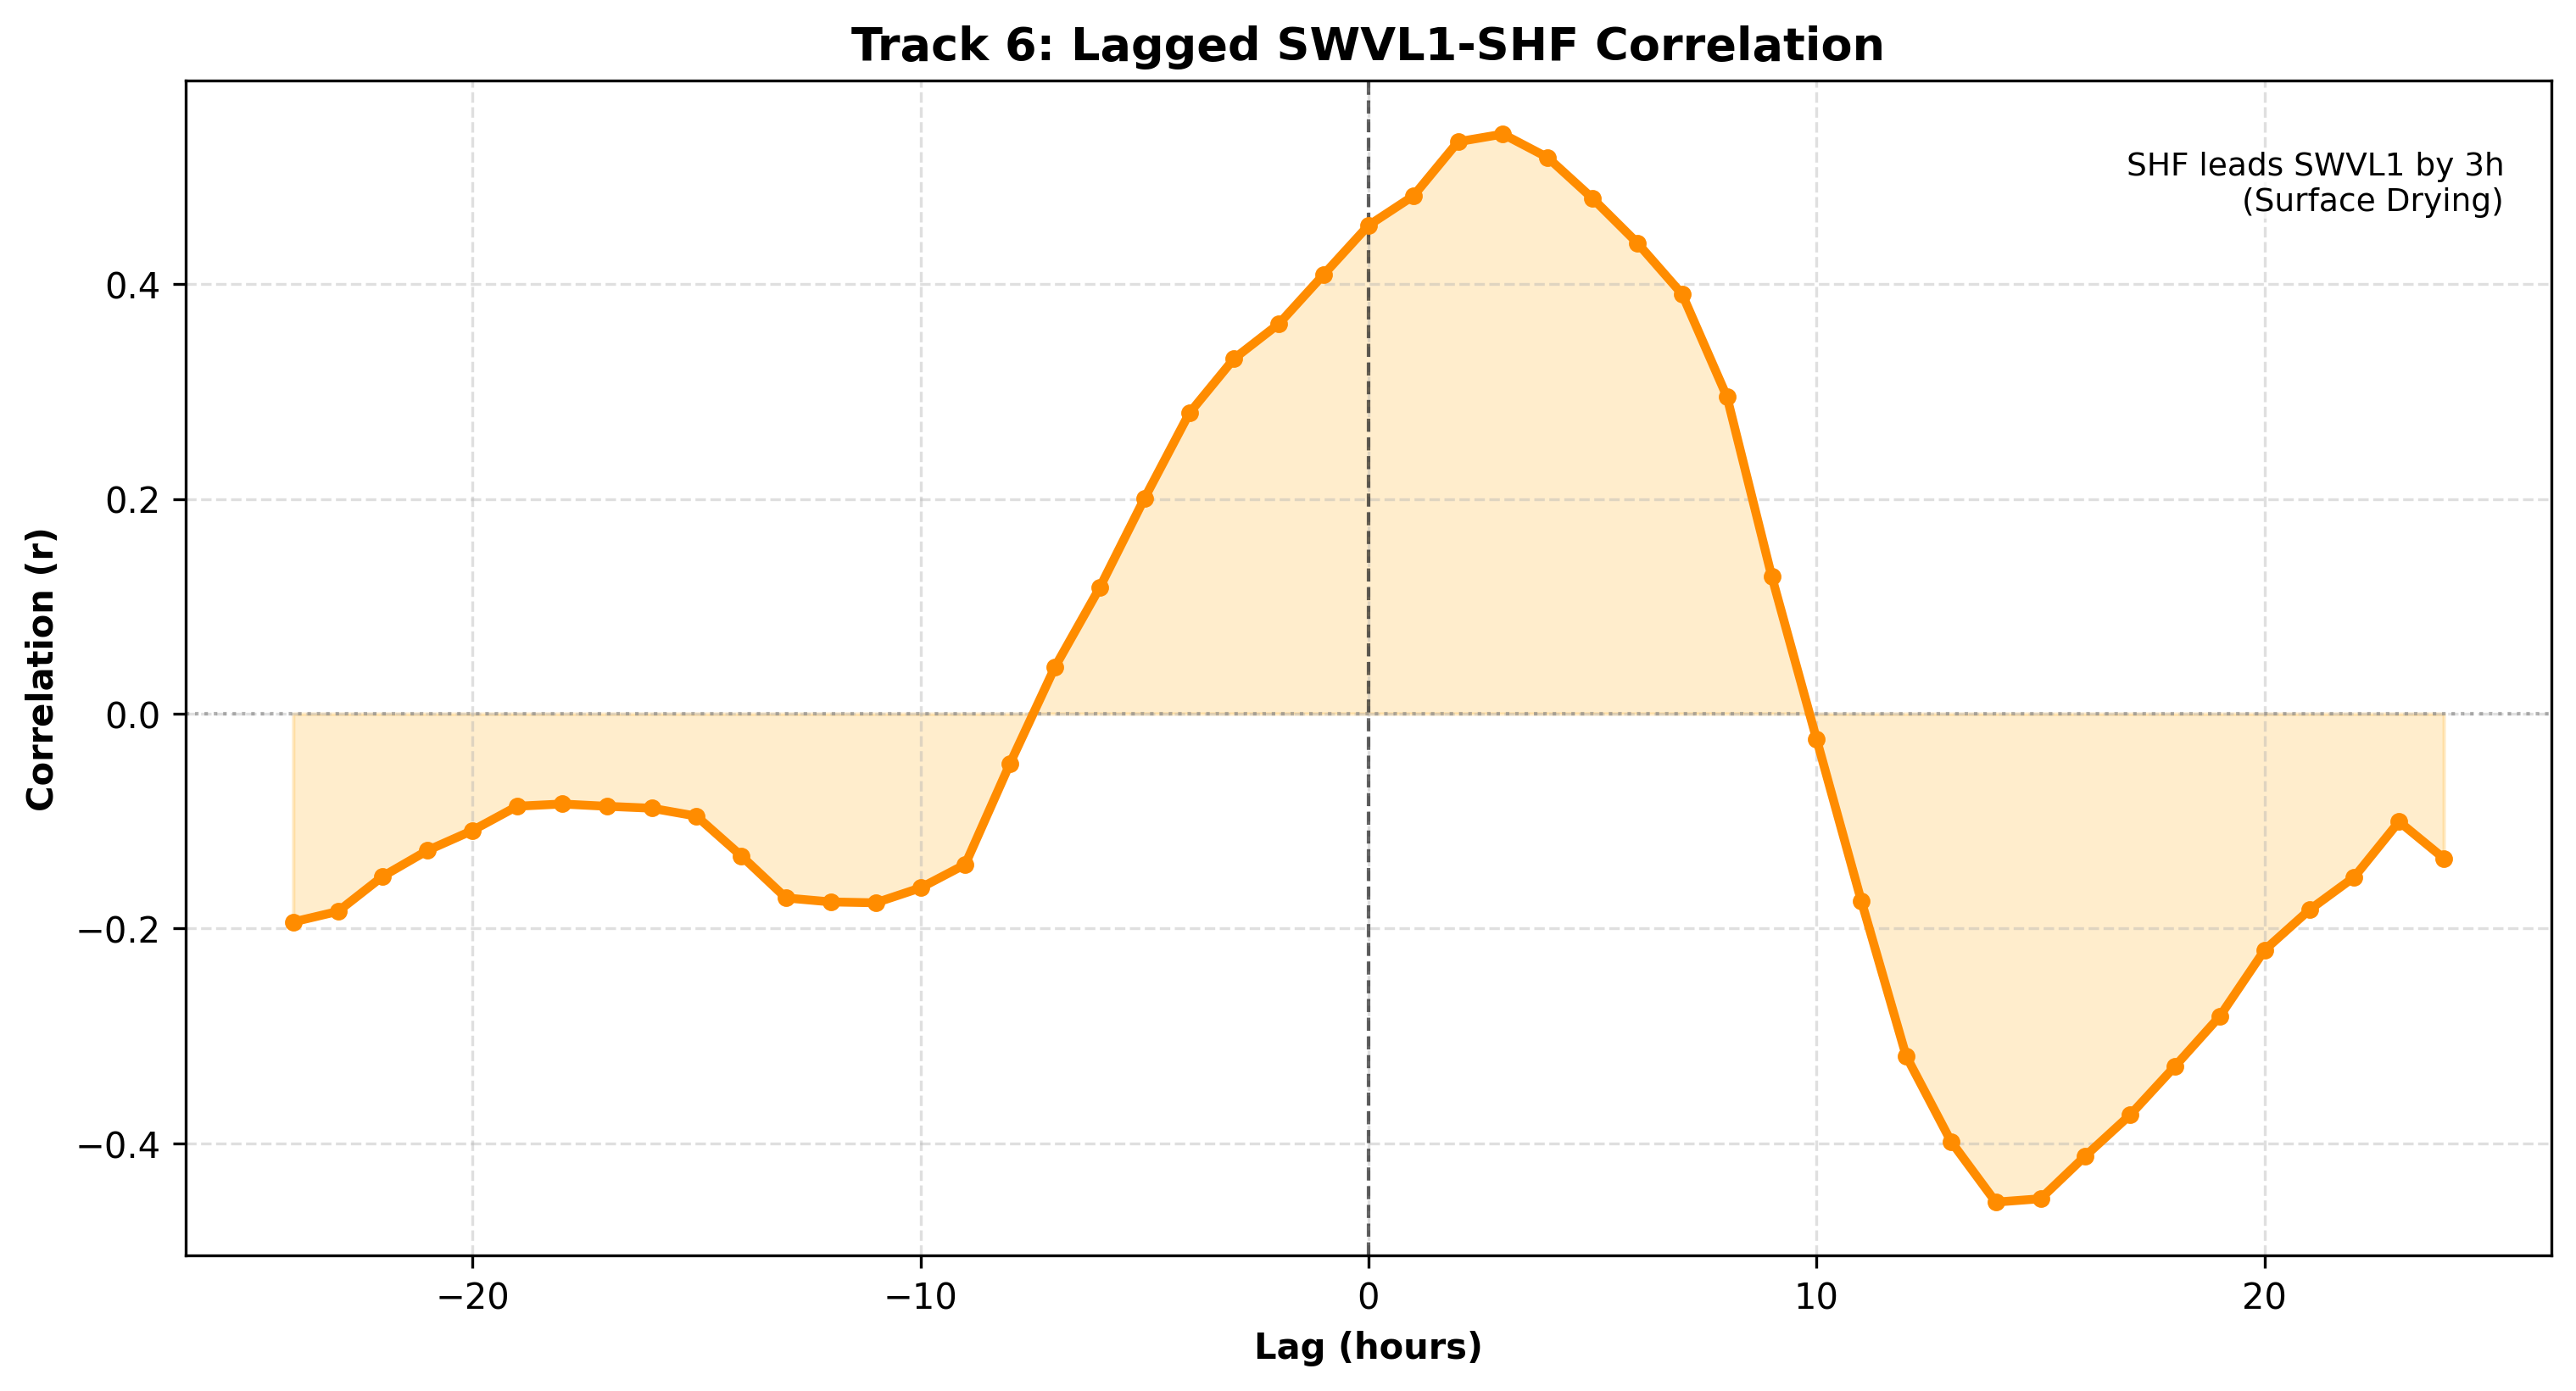 Track 6: Lagged SWVL1-SHF Correlation
SHF leads SWVL1 by 3h
(Surface Drying)
Correlation (r)
0.4
0.2
0.0
−0.2
−0.4
−20
−10
0
10
20
Lag (hours)